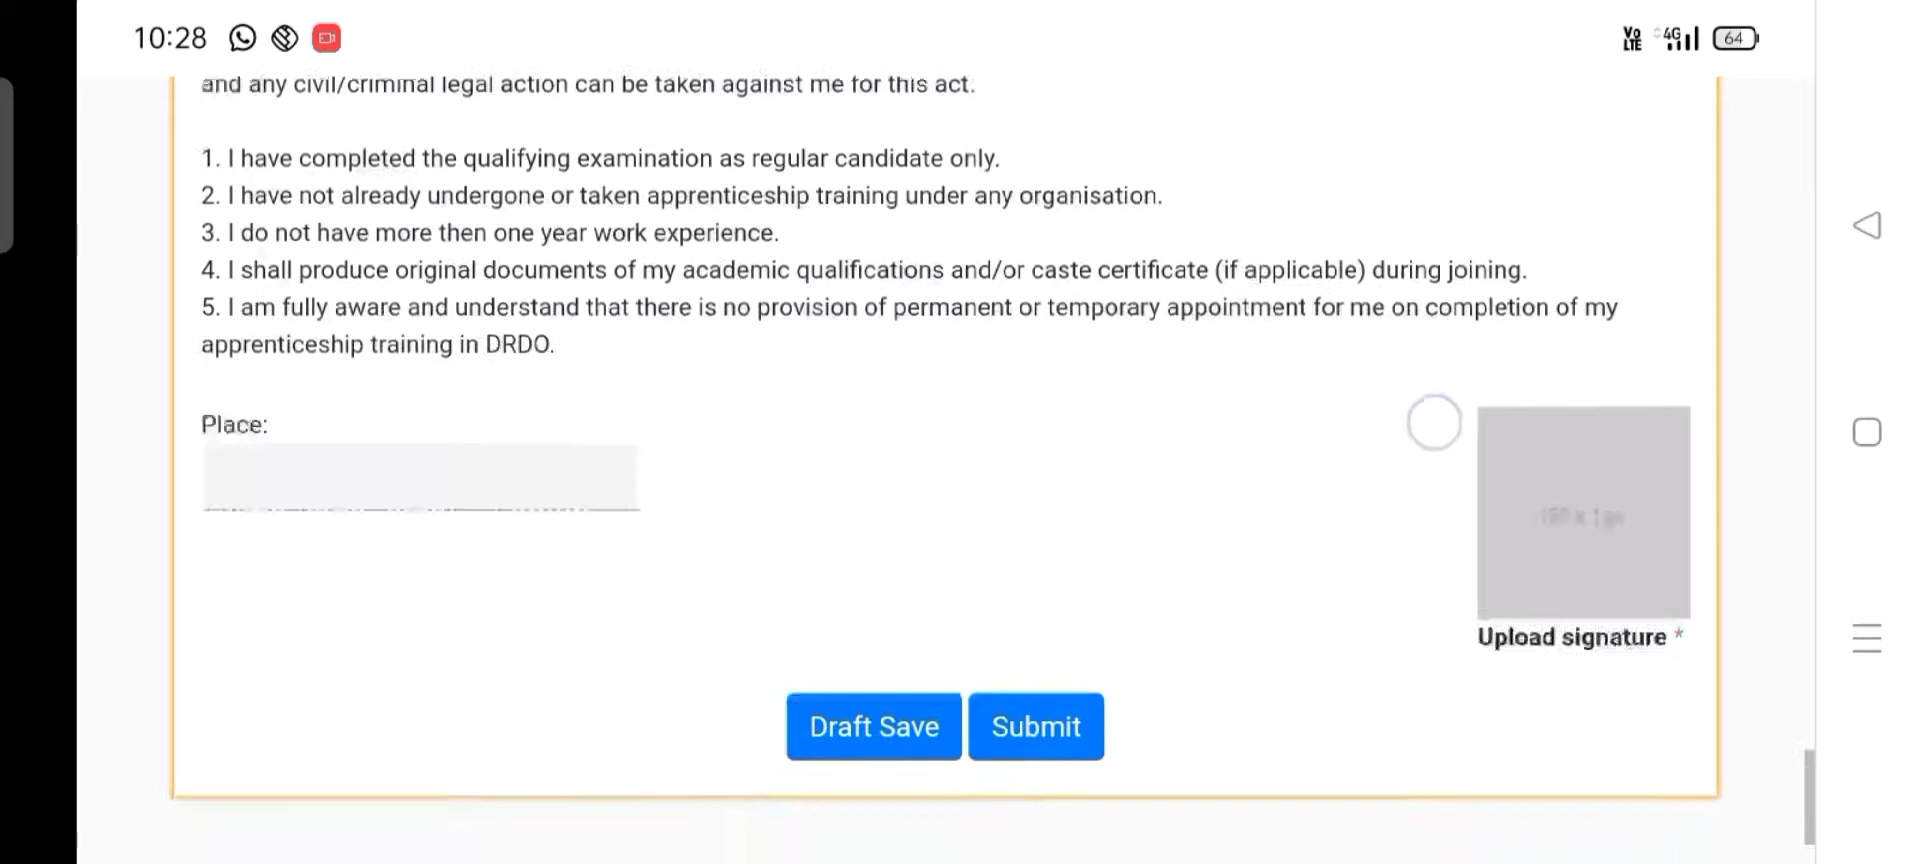 10:28
Vo LTE 4G 64
and any civil/criminal legal action can be taken against me for this act.
1. I have completed the qualifying examination as regular candidate only.
2. I have not already undergone or taken apprenticeship training under any organisation.
3. I do not have more then one year work experience.
4. I shall produce original documents of my academic qualifications and/or caste certificate (if applicable) during joining.
5. I am fully aware and understand that there is no provision of permanent or temporary appointment for me on completion of my
apprenticeship training in DRDO.
Place:
Upload signature *
Draft Save Submit